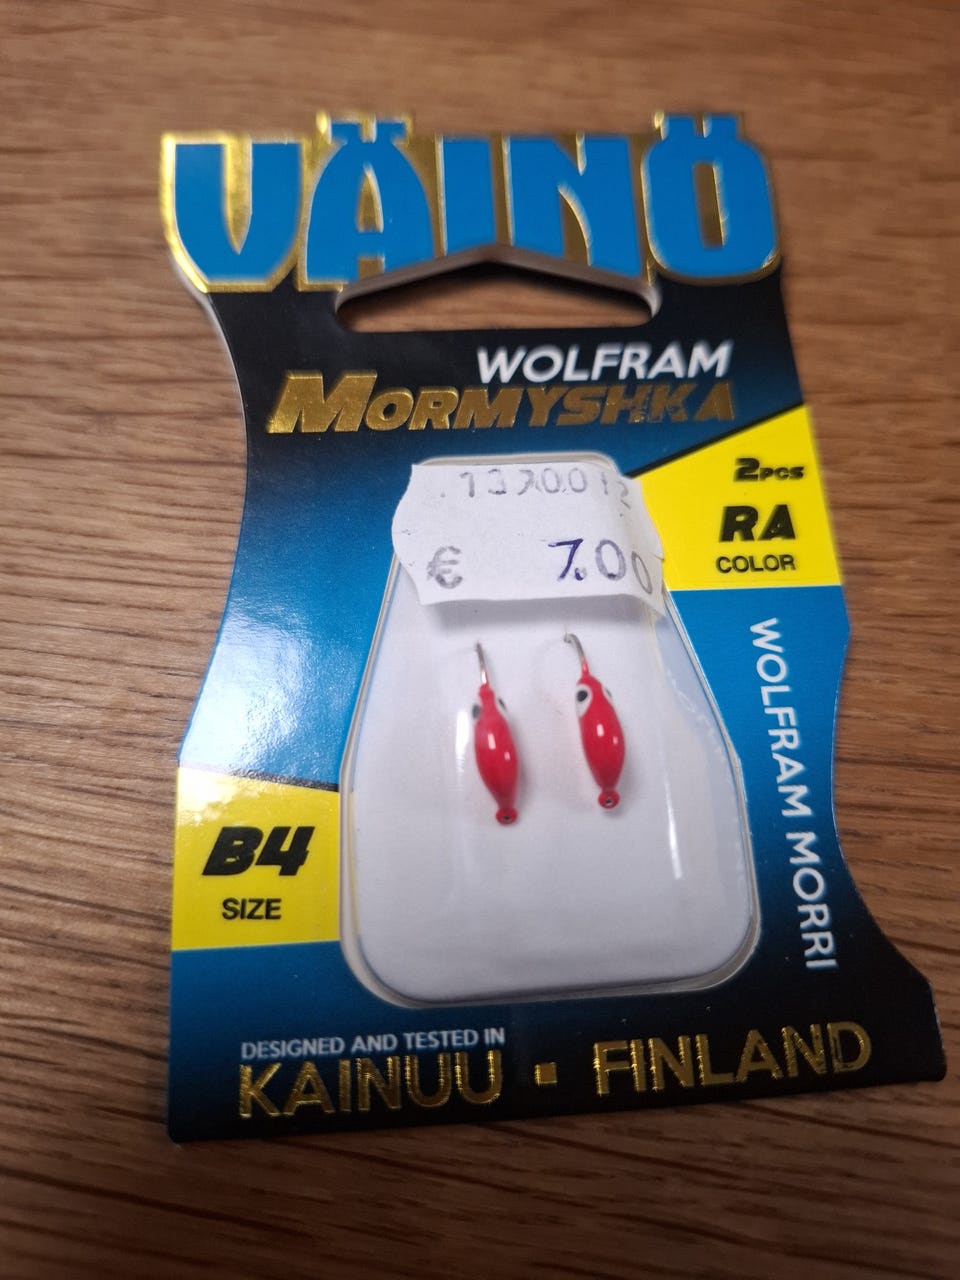 VÄINÖ
WOLFRAM
MORMYSHKA
2PCS
RA
COLOR
€ 7.00
WOLFRAM MORRI
B4
SIZE
DESIGNED AND TESTED IN
KAINUU ▪ FINLAND